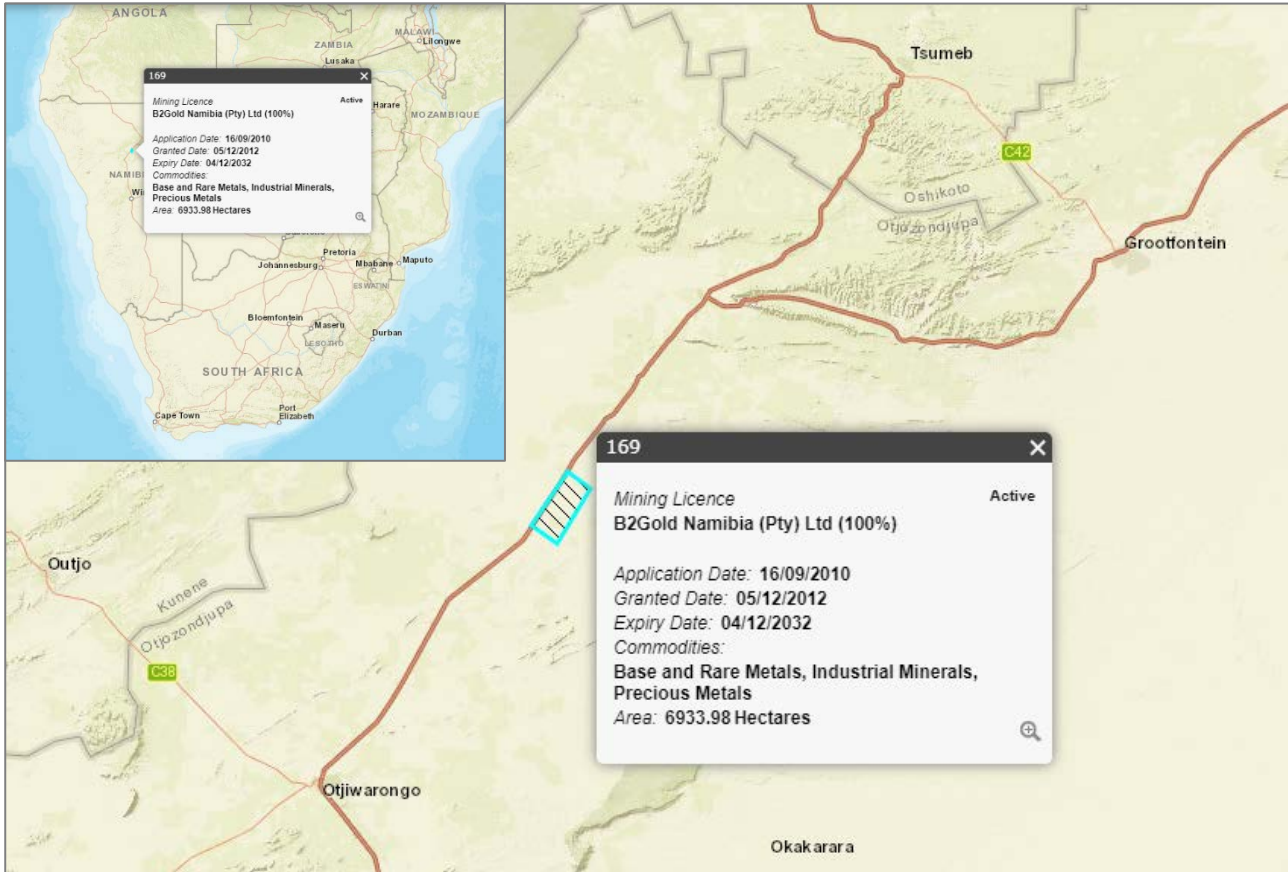 ANGOLA
MALAWI
Lilongwe
ZAMBIA
Lusaka
169
Mining Licence
Active
B2Gold Namibia (Pty) Ltd (100%)
Harare
Application Date: 16/09/2010
MOZAMBIQUE
Granted Date: 05/12/2012
Expiry Date: 04/12/2032
Commodities:
NAMIB
Base and Rare Metals, Industrial Minerals,
Precious Metals
Area: 6933.98 Hectares
Pretoria
Johannesburg
Mbabane
Maputo
ESWATINI
Bloemfontein
Maseru
Durban
LESOTHO
SOUTH AFRICA
Cape Town
Port
Elizabeth
Tsumeb
C42
Oshikoto
Otjozondjupa
Grootfontein
169
Mining Licence
Active
B2Gold Namibia (Pty) Ltd (100%)
Application Date: 16/09/2010
Granted Date: 05/12/2012
Expiry Date: 04/12/2032
Commodities:
Base and Rare Metals, Industrial Minerals,
Precious Metals
Area: 6933.98 Hectares
Outjo
Kunene
Otjozondjupa
C38
Otjiwarongo
Okakarara